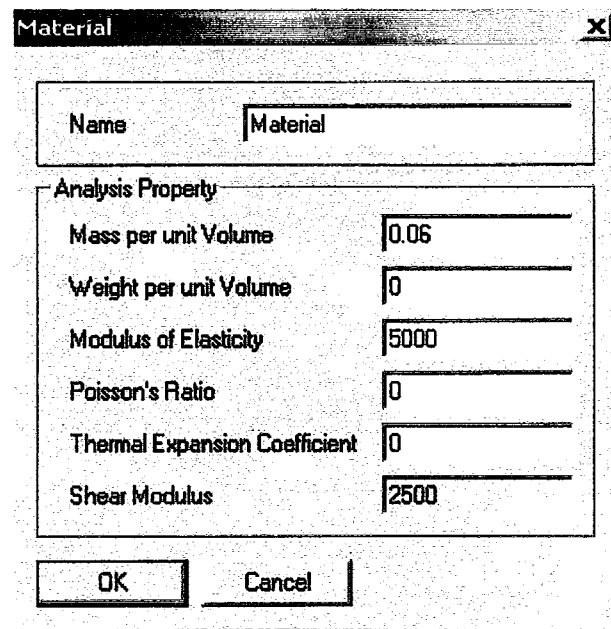 Material
Name Material
Analysis Property
Mass per unit Volume 0.06
Weight per unit Volume 0
Modulus of Elasticity 5000
Poisson's Ratio 0
Thermal Expansion Coefficient 0
Shear Modulus 2500
OK Cancel